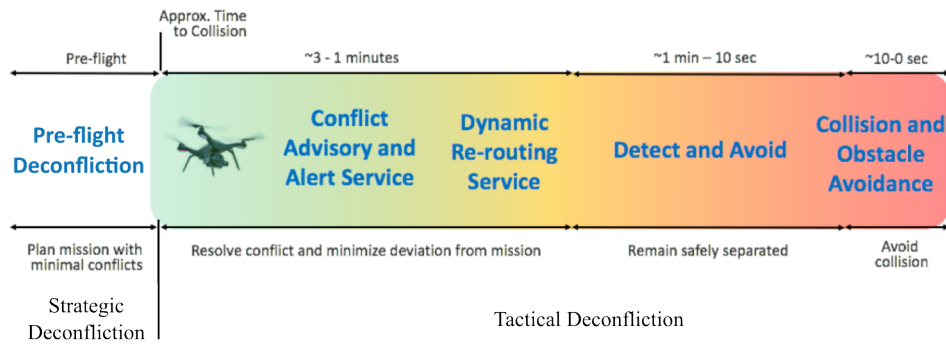 Approx. Time
to Collision
Pre-flight
~3 - 1 minutes
~1 min – 10 sec
~10-0 sec
Pre-flight
Deconfliction
Conflict
Advisory and
Alert Service
Dynamic
Re-routing
Service
Detect and Avoid
Collision and
Obstacle
Avoidance
Plan mission with
minimal conflicts
Resolve conflict and minimize deviation from mission
Remain safely separated
Avoid
collision
Strategic
Deconfliction
Tactical Deconfliction